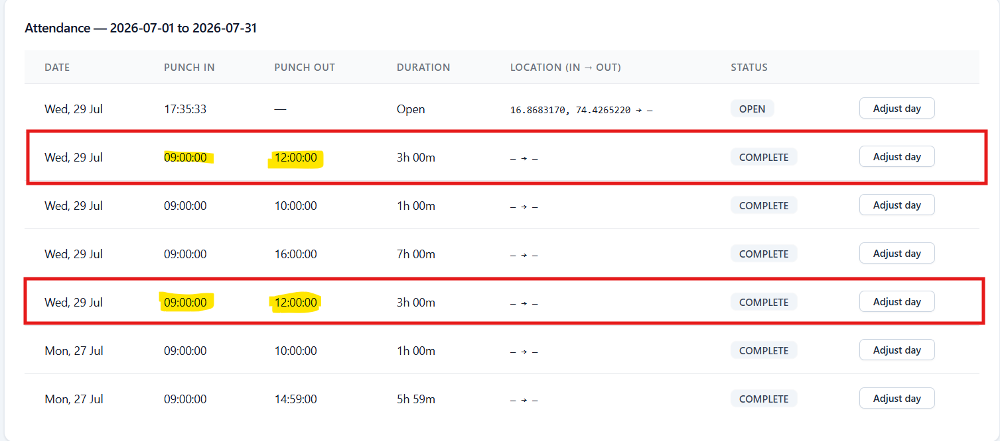 Attendance — 2026-07-01 to 2026-07-31
DATE PUNCH IN PUNCH OUT DURATION LOCATION (IN → OUT) STATUS
Wed, 29 Jul 17:35:33 — Open 16.8683170, 74.4265220 → — OPEN Adjust day
Wed, 29 Jul 09:00:00 12:00:00 3h 00m — → — COMPLETE Adjust day
Wed, 29 Jul 09:00:00 10:00:00 1h 00m — → — COMPLETE Adjust day
Wed, 29 Jul 09:00:00 16:00:00 7h 00m — → — COMPLETE Adjust day
Wed, 29 Jul 09:00:00 12:00:00 3h 00m — → — COMPLETE Adjust day
Mon, 27 Jul 09:00:00 10:00:00 1h 00m — → — COMPLETE Adjust day
Mon, 27 Jul 09:00:00 14:59:00 5h 59m — → — COMPLETE Adjust day